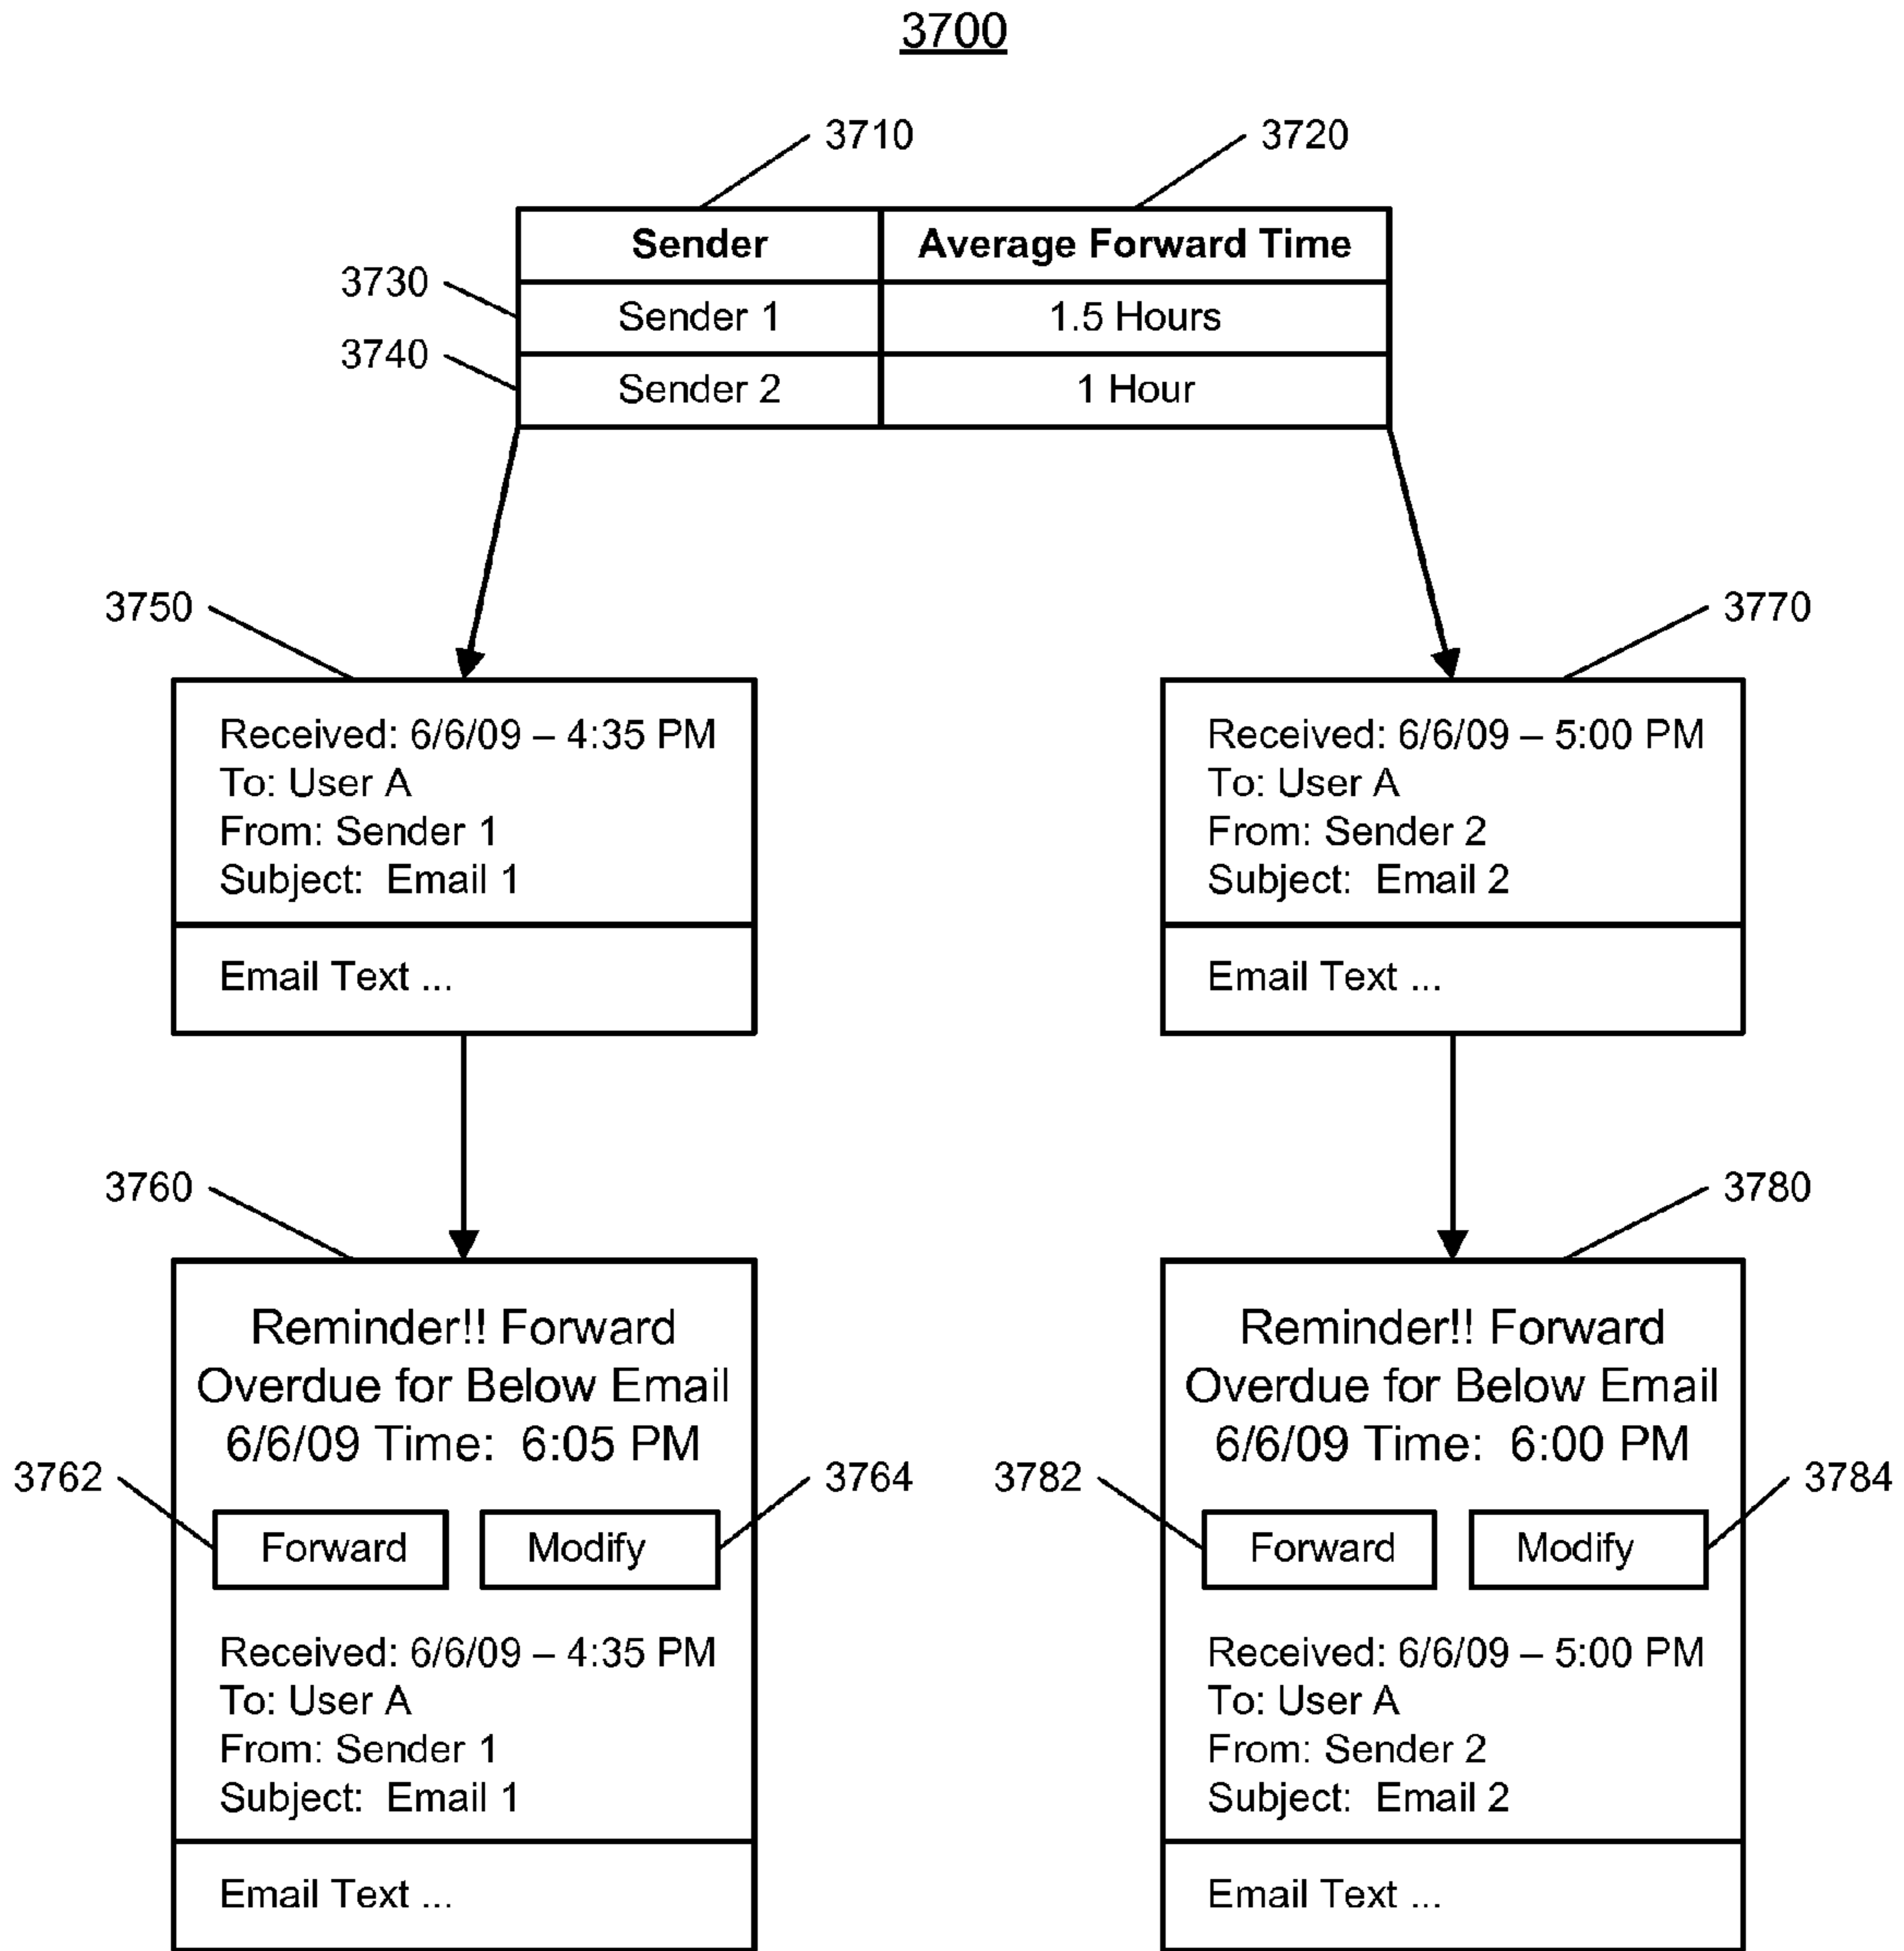 3700
3710
3720
Sender
Average Forward Time
3730
Sender 1
1.5 Hours
3740
Sender 2
1 Hour
3750
Received: 6/6/09 – 4:35 PM
To: User A
From: Sender 1
Subject: Email 1
Email Text ...
3770
Received: 6/6/09 – 5:00 PM
To: User A
From: Sender 2
Subject: Email 2
Email Text ...
3760
Reminder!! Forward
Overdue for Below Email
6/6/09 Time: 6:05 PM
3762
Forward
Modify
3764
Received: 6/6/09 – 4:35 PM
To: User A
From: Sender 1
Subject: Email 1
Email Text ...
3780
Reminder!! Forward
Overdue for Below Email
6/6/09 Time: 6:00 PM
3782
Forward
Modify
3784
Received: 6/6/09 – 5:00 PM
To: User A
From: Sender 2
Subject: Email 2
Email Text ...